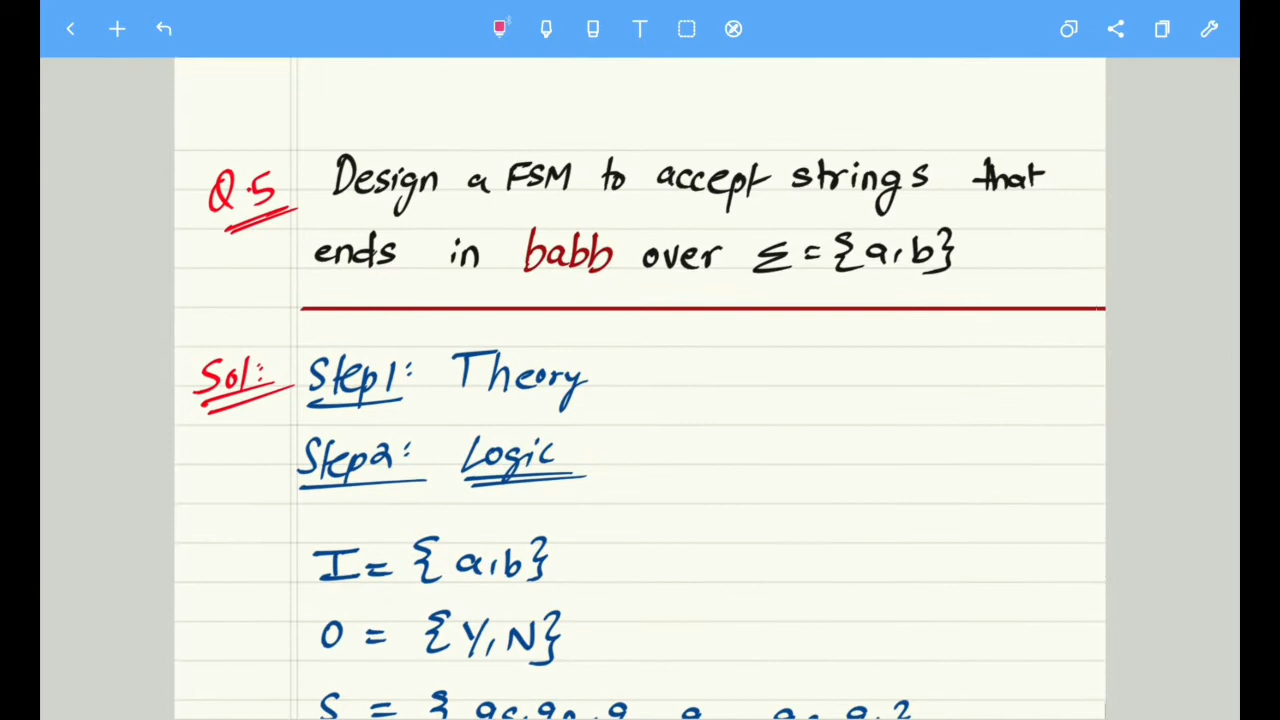 Q.5 Design a FSM to accept strings that
ends in babb over Σ = {a,b}
Sol: Step1: Theory
Step2: Logic
I = {a,b}
O = {Y,N}
S = {